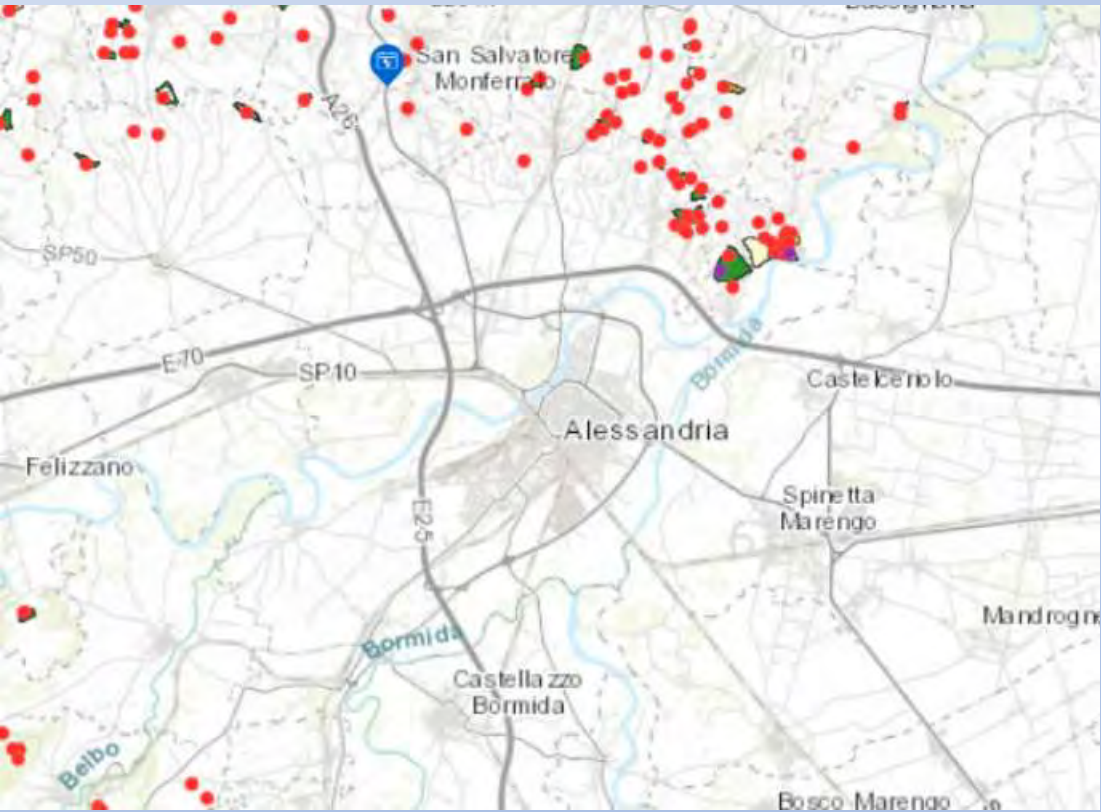 San Salvatore
Monferrato
A26
SP50
E70
SP10
Bormida
Castelceriolo
Alessandria
Felizzano
E25
Spinetta
Marengo
Bormida
Castellazzo
Bormida
Belbo
Bosco Marengo